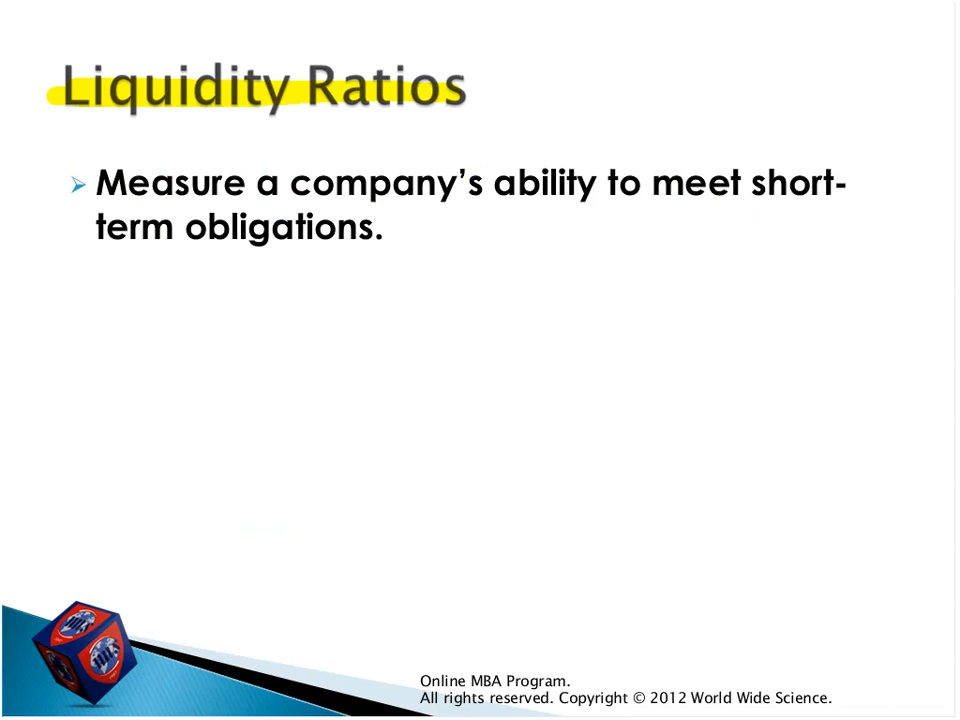 Liquidity Ratios
Measure a company's ability to meet short-
term obligations.
Online MBA Program.
All rights reserved. Copyright © 2012 World Wide Science.